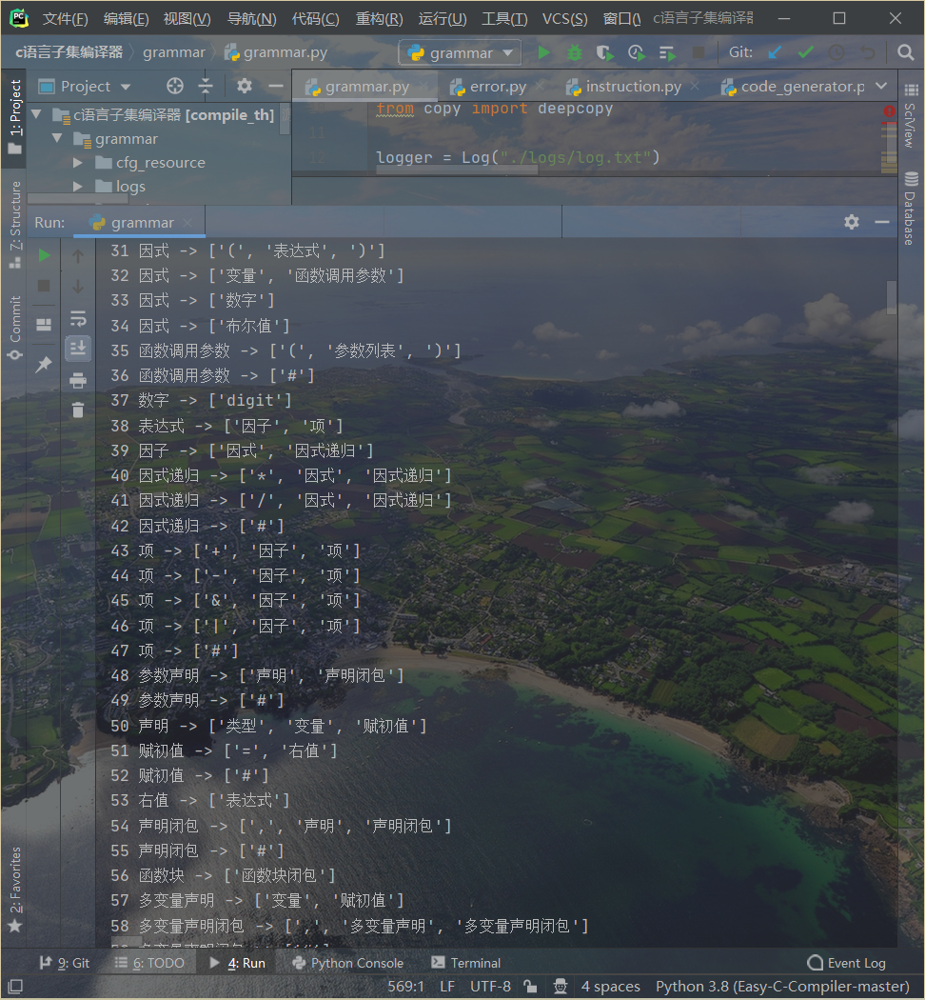 文件(F) 编辑(E) 视图(V) 导航(N) 代码(C) 重构(R) 运行(U) 工具(T) VCS(S) 窗口(\ c语言子集编译器
c语言子集编译器 grammar grammar.py grammar Git:
Project grammar.py error.py instruction.py code_generator.p
1: Project
c语言子集编译器 [compile_th]
grammar
cfg_resource
logs
from copy import deepcopy
12 logger = Log("./logs/log.txt")
SciView
Database
Run: grammar
Z: Structure
Commit
2: Favorites
31 因式 -> ['(', '表达式', ')']
32 因式 -> ['变量', '函数调用参数']
33 因式 -> ['数字']
34 因式 -> ['布尔值']
35 函数调用参数 -> ['(', '参数列表', ')']
36 函数调用参数 -> ['#']
37 数字 -> ['digit']
38 表达式 -> ['因子', '项']
39 因子 -> ['因式', '因式递归']
40 因式递归 -> ['*', '因式', '因式递归']
41 因式递归 -> ['/', '因式', '因式递归']
42 因式递归 -> ['#']
43 项 -> ['+', '因子', '项']
44 项 -> ['-', '因子', '项']
45 项 -> ['&', '因子', '项']
46 项 -> ['|', '因子', '项']
47 项 -> ['#']
48 参数声明 -> ['声明', '声明闭包']
49 参数声明 -> ['#']
50 声明 -> ['类型', '变量', '赋初值']
51 赋初值 -> ['=', '右值']
52 赋初值 -> ['#']
53 右值 -> ['表达式']
54 声明闭包 -> [',', '声明', '声明闭包']
55 声明闭包 -> ['#']
56 函数块 -> ['函数块闭包']
57 多变量声明 -> ['变量', '赋初值']
58 多变量声明闭包 -> [',', '多变量声明', '多变量声明闭包']
9: Git 6: TODO 4: Run Python Console Terminal Event Log
569:1 LF UTF-8 4 spaces Python 3.8 (Easy-C-Compiler-master)